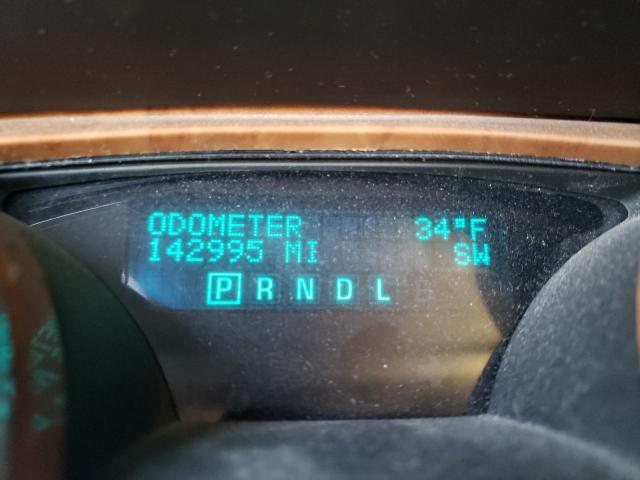 ODOMETER 34°F
142995 MI SW
P R N D L